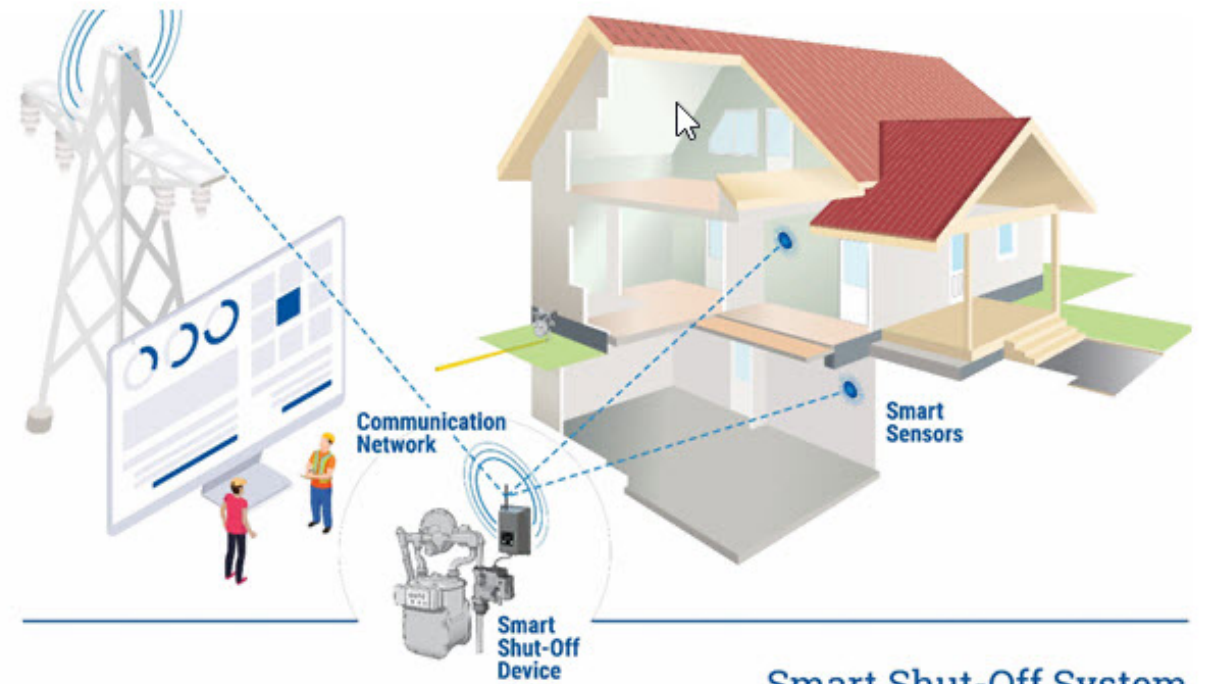 Communication
Network
Smart
Sensors
Smart
Shut-Off
Device
Smart Shut-Off System